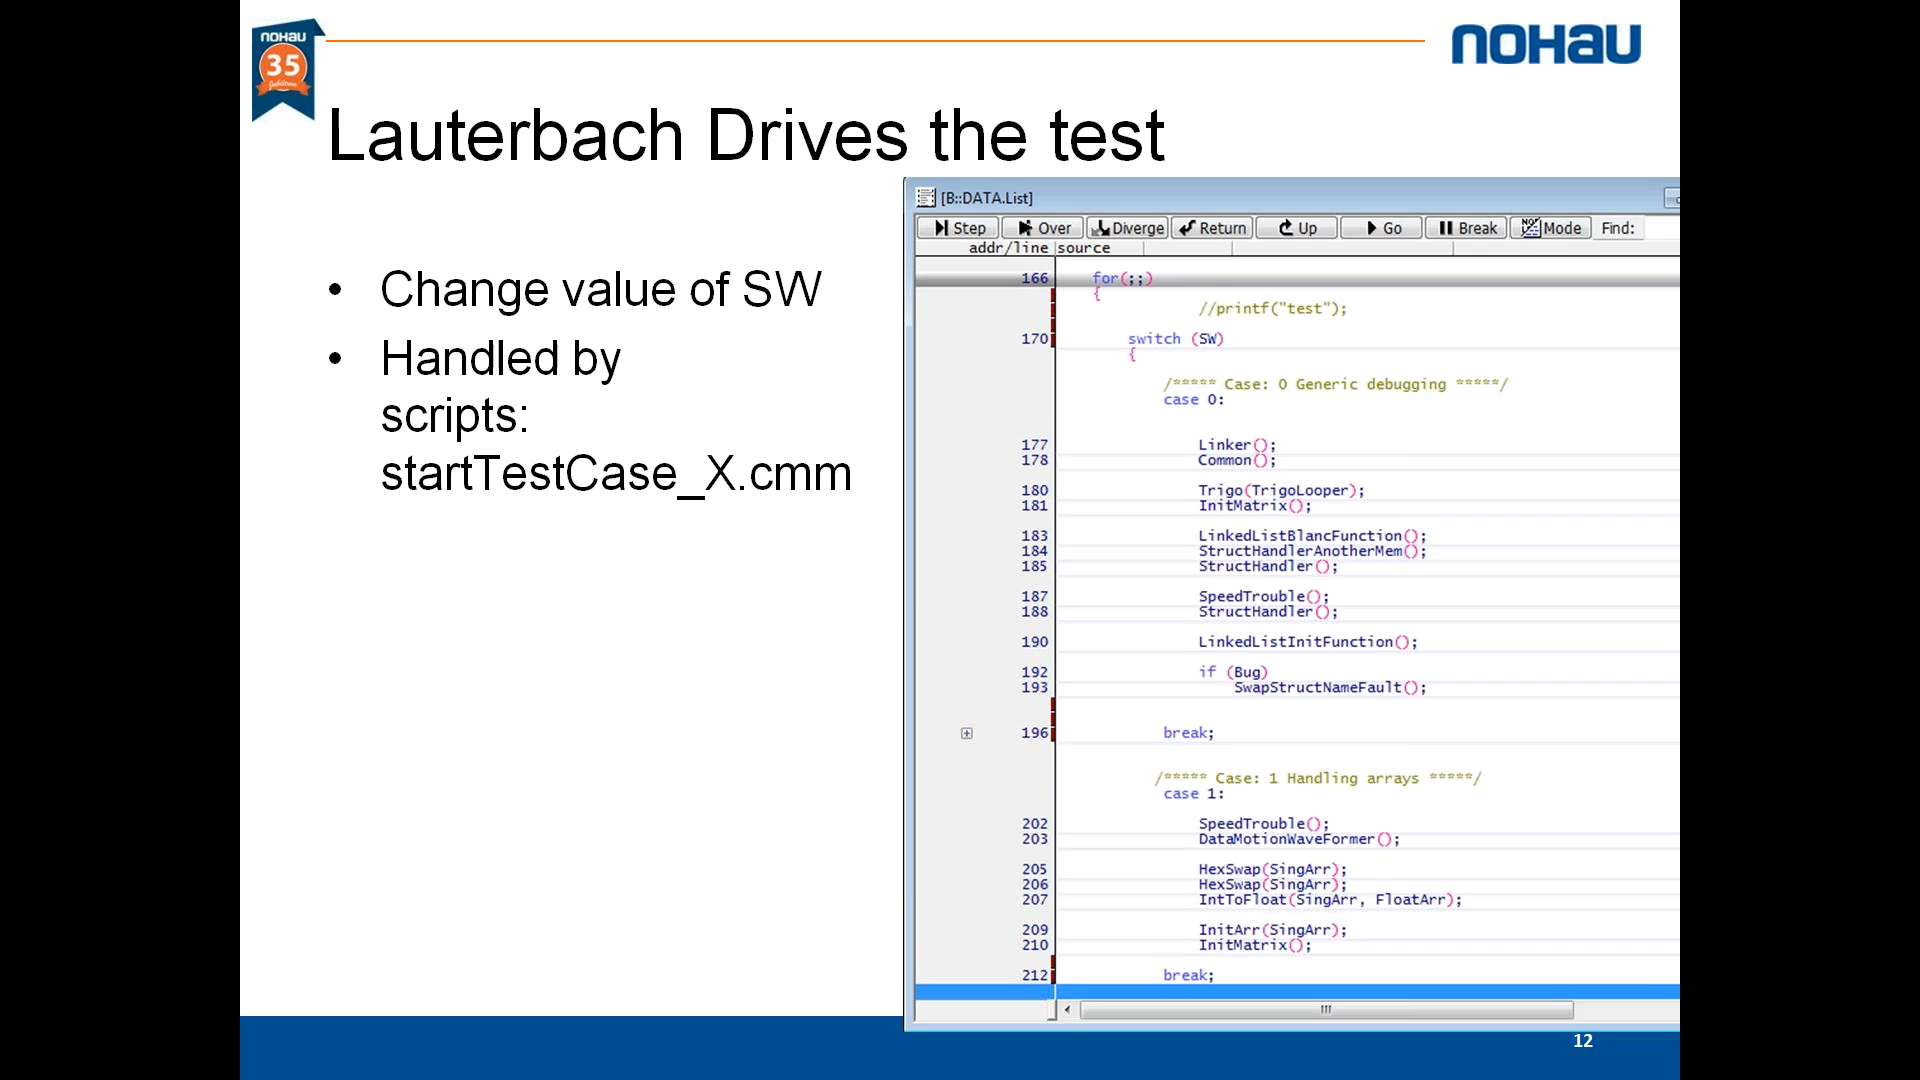 NOHAU
35
NOHAU
Lauterbach Drives the test
• Change value of SW
• Handled by
scripts:
startTestCase_X.cmm
[B::DATA.List]
Step Over Diverge Return Up Go Break Mode Find:
addr/line source
166 for(;;)
{
//printf("test");
170 switch (SW)
{
/***** Case: 0 Generic debugging *****/
case 0:
177 Linker();
178 Common();
180 Trigo(TrigoLooper);
181 InitMatrix();
183 LinkedListBlancFunction();
184 StructHandlerAnotherMem();
185 StructHandler();
187 SpeedTrouble();
188 StructHandler();
190 LinkedListInitFunction();
192 if (Bug)
193 SwapStructNameFault();
196 break;
/***** Case: 1 Handling arrays *****/
case 1:
202 SpeedTrouble();
203 DataMotionWaveFormer();
205 HexSwap(SingArr);
206 HexSwap(SingArr);
207 IntToFloat(SingArr, FloatArr);
209 InitArr(SingArr);
210 InitMatrix();
212 break;
12